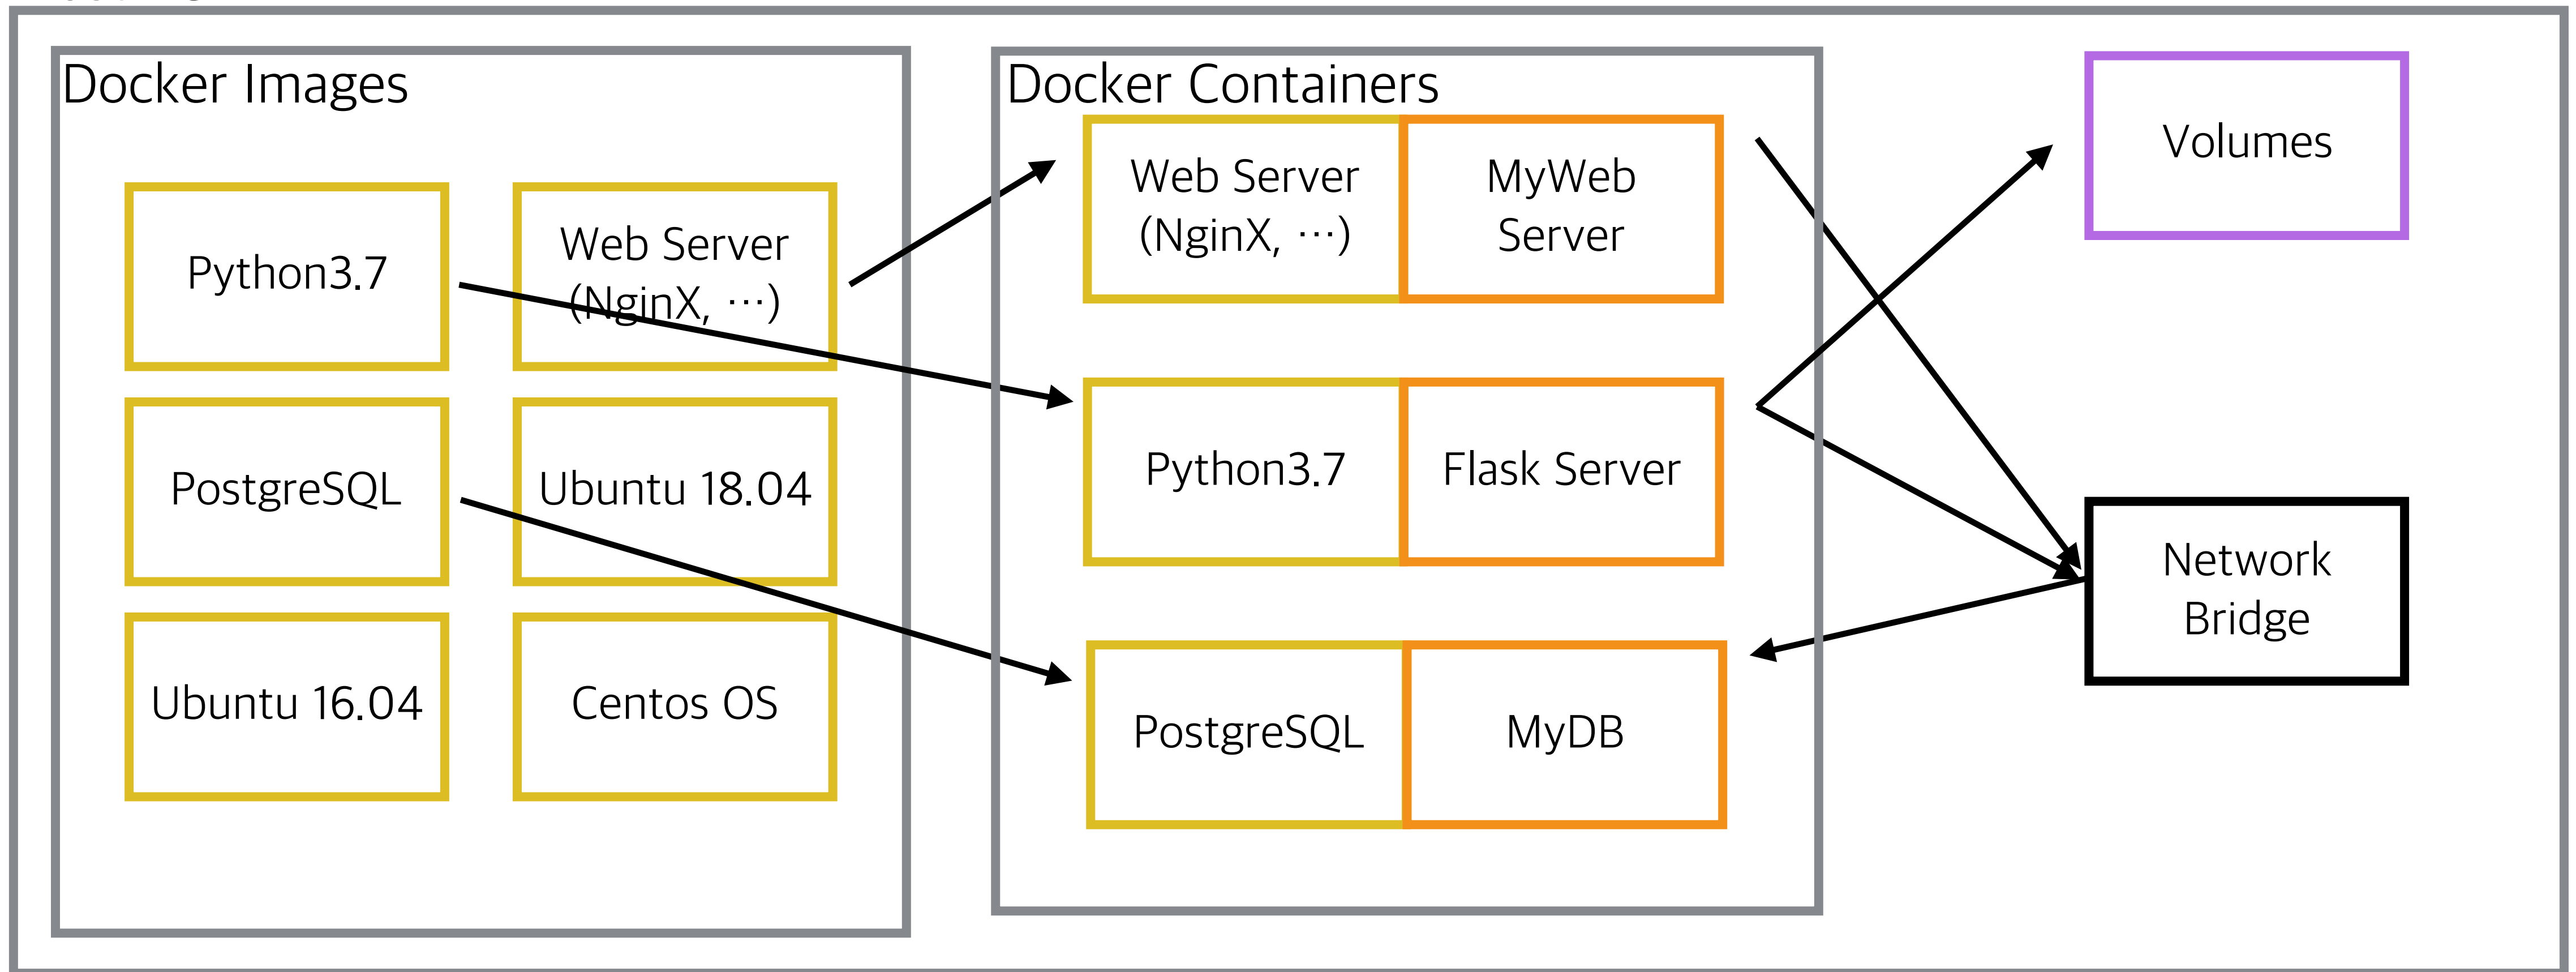 Docker Images
Python3.7
Web Server
(NginX, ⋯)
PostgreSQL
Ubuntu 18.04
Ubuntu 16.04
Centos OS
Docker Containers
Web Server
(NginX, ⋯)
MyWeb
Server
Python3.7
Flask Server
PostgreSQL
MyDB
Volumes
Network
Bridge